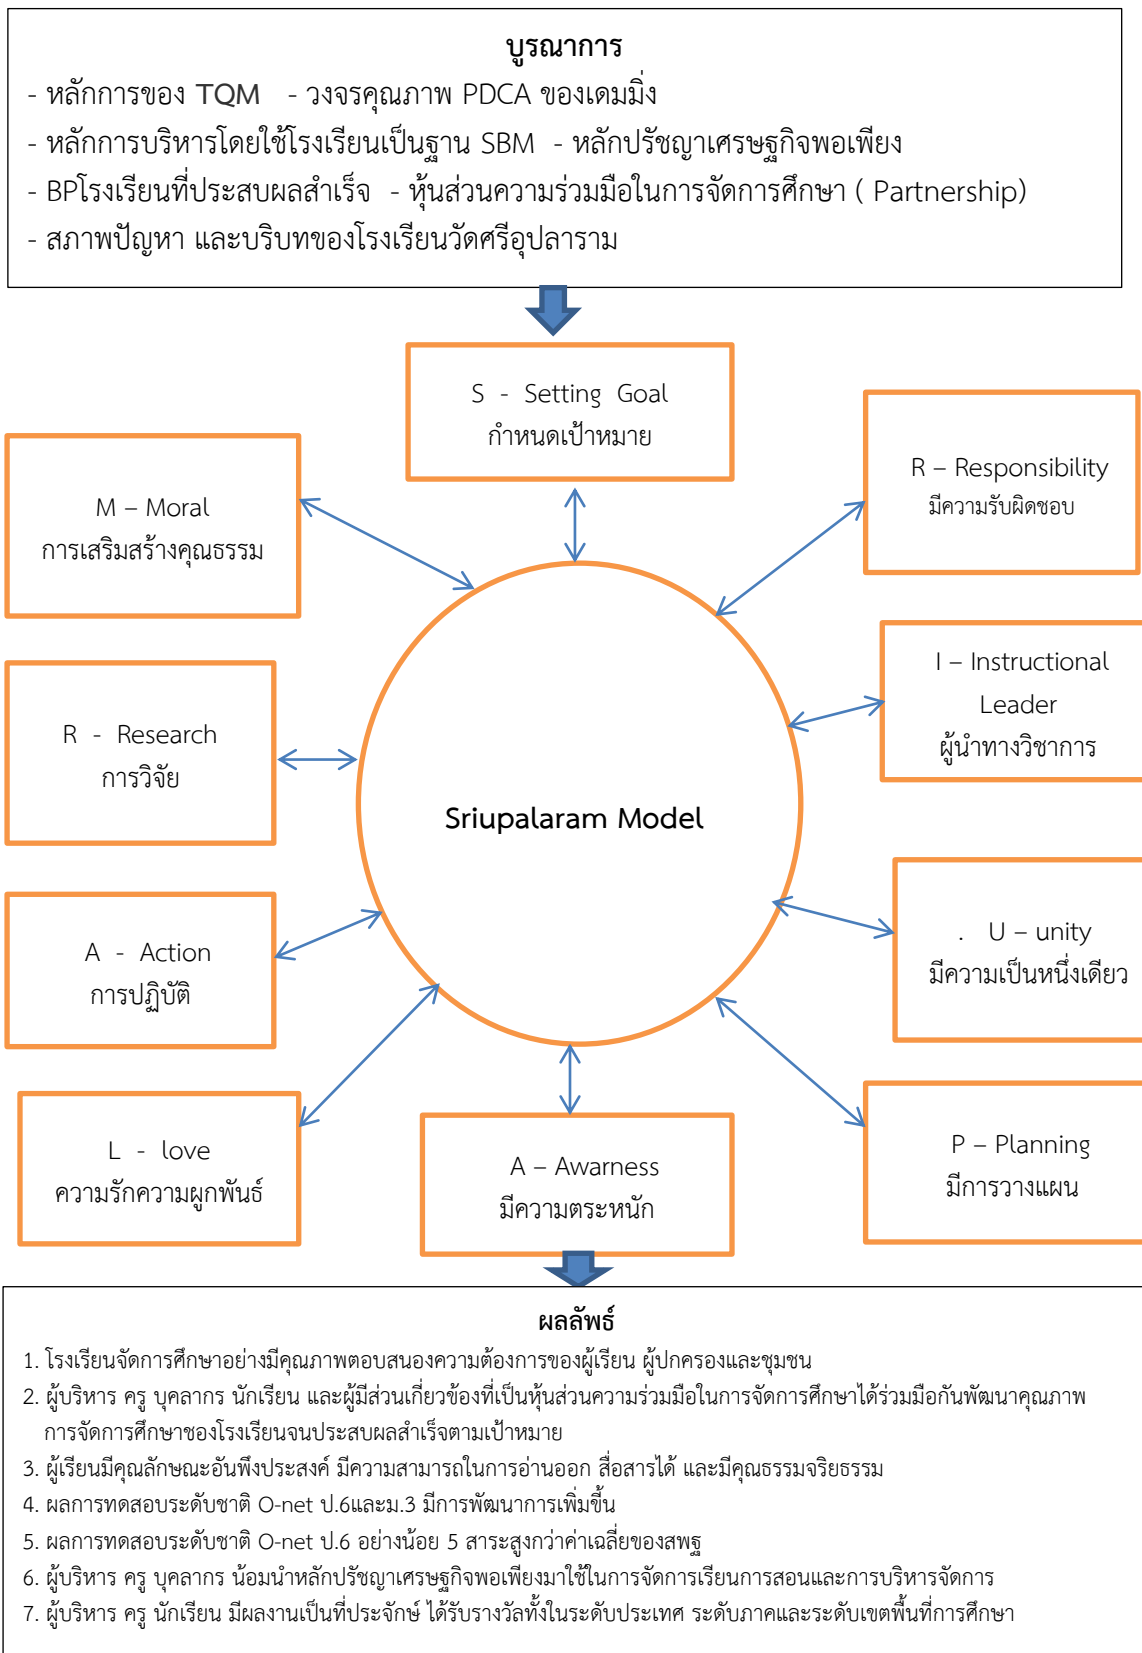 บูรณาการ
- หลักการของ TQM - วงจรคุณภาพ PDCA ของเดมมิ่ง
- หลักการบริหารโดยใช้โรงเรียนเป็นฐาน SBM - หลักปรัชญาเศรษฐกิจพอเพียง
- BPโรงเรียนที่ประสบผลสำเร็จ - หุ้นส่วนความร่วมมือในการจัดการศึกษา ( Partnership)
- สภาพปัญหา และบริบทของโรงเรียนวัดศรีอุปลาราม
S - Setting Goal
กำหนดเป้าหมาย
R – Responsibility
มีความรับผิดชอบ
I – Instructional
Leader
ผู้นำทางวิชาการ
. U – unity
มีความเป็นหนึ่งเดียว
P – Planning
มีการวางแผน
A – Awarness
มีความตระหนัก
L - love
ความรักความผูกพันธ์
A - Action
การปฏิบัติ
R - Research
การวิจัย
M – Moral
การเสริมสร้างคุณธรรม
Sriupalaram Model
ผลลัพธ์
1. โรงเรียนจัดการศึกษาอย่างมีคุณภาพตอบสนองความต้องการของผู้เรียน ผู้ปกครองและชุมชน
2. ผู้บริหาร ครู บุคลากร นักเรียน และผู้มีส่วนเกี่ยวข้องที่เป็นหุ้นส่วนความร่วมมือในการจัดการศึกษาได้ร่วมมือกันพัฒนาคุณภาพ
การจัดการศึกษาชองโรงเรียนจนประสบผลสำเร็จตามเป้าหมาย
3. ผู้เรียนมีคุณลักษณะอันพึงประสงค์ มีความสามารถในการอ่านออก สื่อสารได้ และมีคุณธรรมจริยธรรม
4. ผลการทดสอบระดับชาติ O-net ป.6และม.3 มีการพัฒนาการเพิ่มขี้น
5. ผลการทดสอบระดับชาติ O-net ป.6 อย่างน้อย 5 สาระสูงกว่าค่าเฉลี่ยของสพฐ
6. ผู้บริหาร ครู บุคลากร น้อมนำหลักปรัชญาเศรษฐกิจพอเพียงมาใช้ในการจัดการเรียนการสอนและการบริหารจัดการ
7. ผู้บริหาร ครู นักเรียน มีผลงานเป็นที่ประจักษ์ ได้รับรางวัลทั้งในระดับประเทศ ระดับภาคและระดับเขตพื้นที่การศึกษา